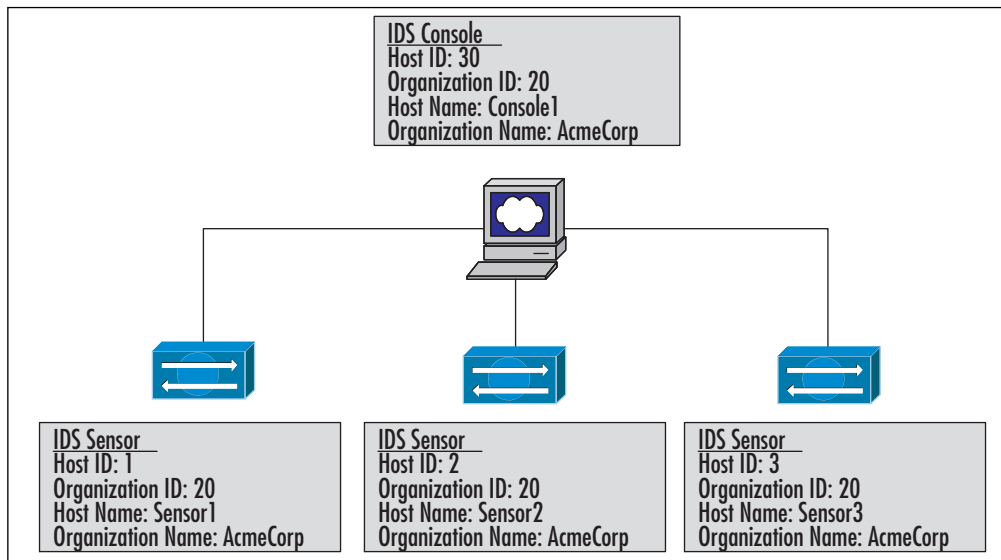 IDS Console
Host ID: 30
Organization ID: 20
Host Name: Console1
Organization Name: AcmeCorp
IDS Sensor
Host ID: 1
Organization ID: 20
Host Name: Sensor1
Organization Name: AcmeCorp
IDS Sensor
Host ID: 2
Organization ID: 20
Host Name: Sensor2
Organization Name: AcmeCorp
IDS Sensor
Host ID: 3
Organization ID: 20
Host Name: Sensor3
Organization Name: AcmeCorp